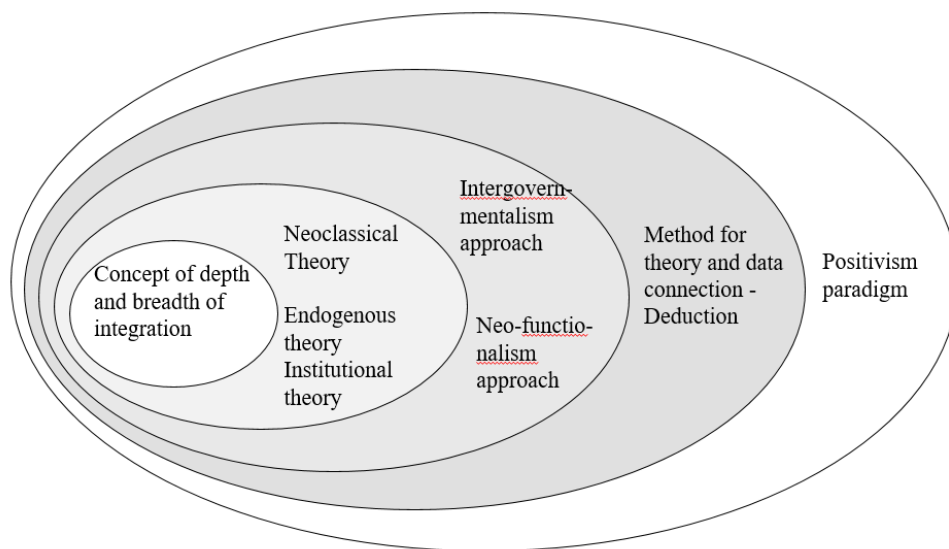 Concept of depth
and breadth of
integration
Neoclassical
Theory
Endogenous
theory
Institutional
theory
Intergovern-
mentalism
approach
Neo-functio-
nalism
approach
Method for
theory and data
connection -
Deduction
Positivism
paradigm